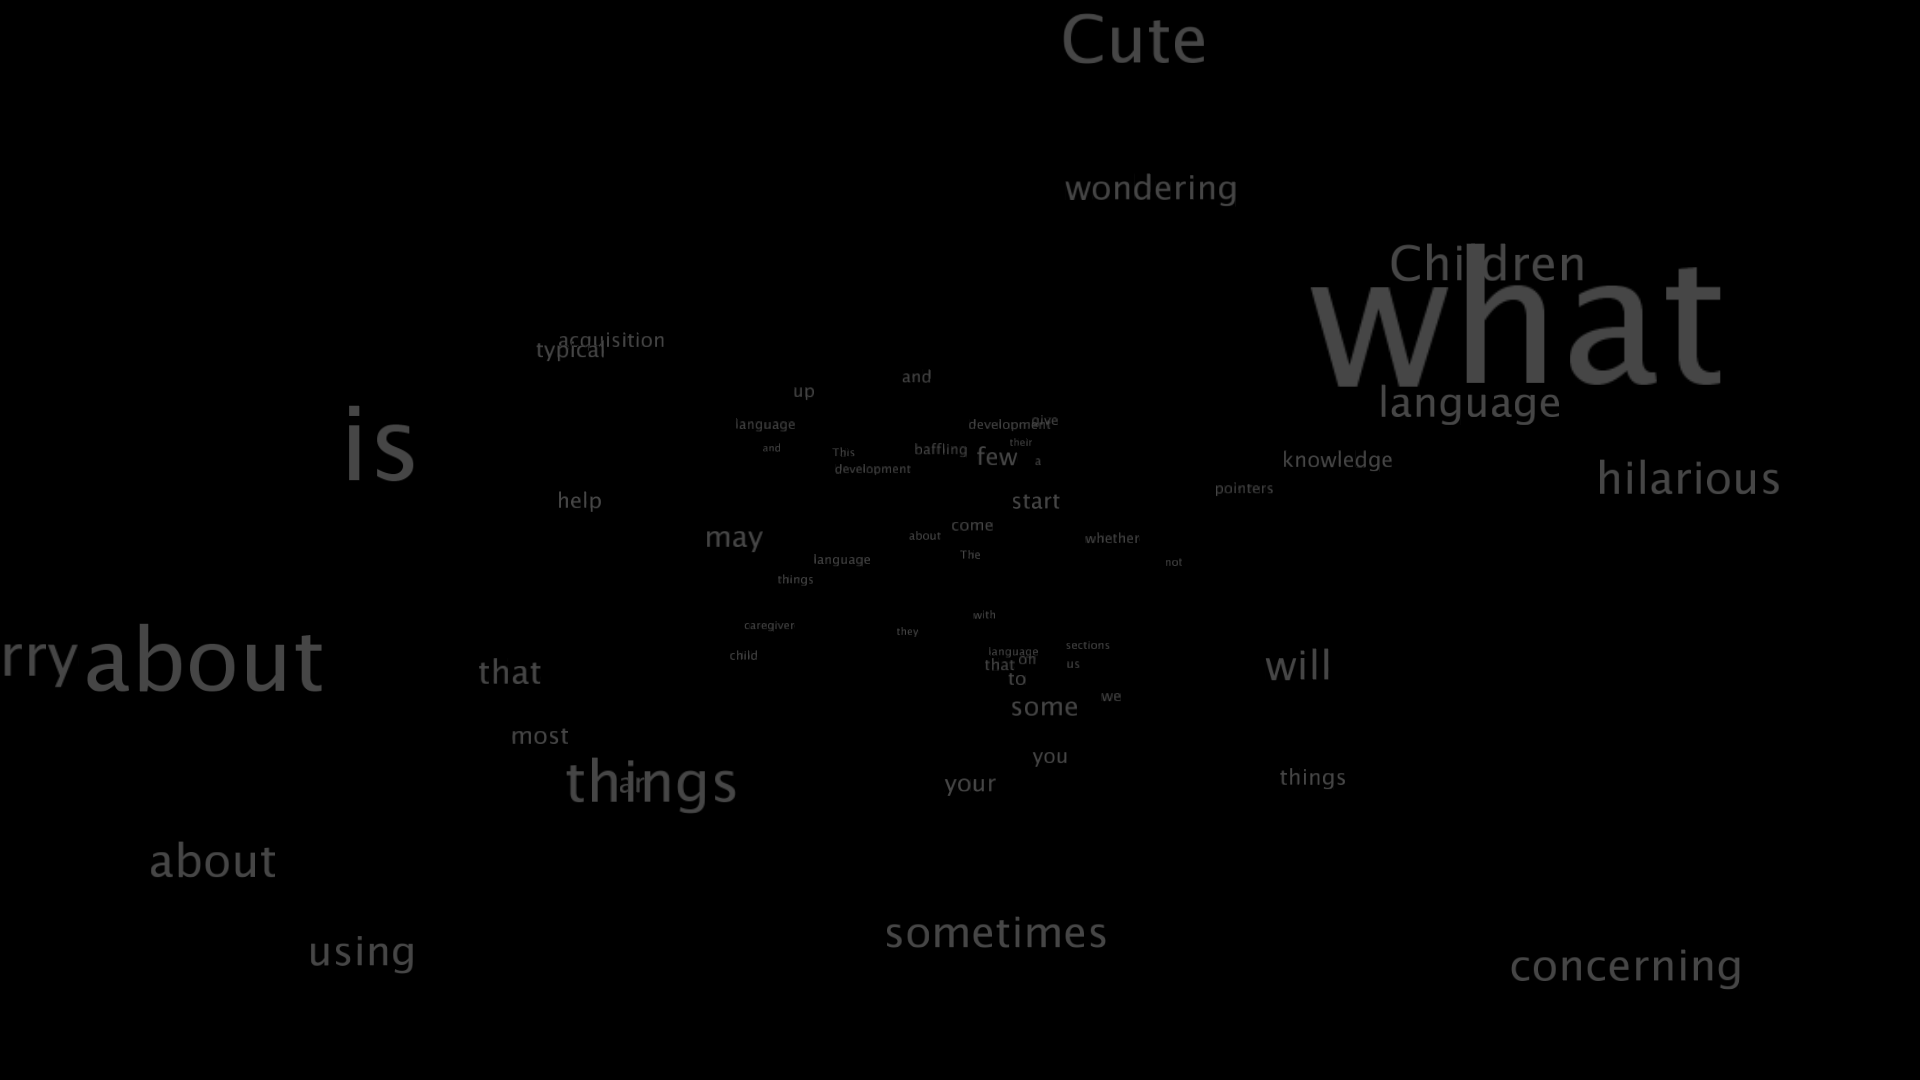 Cute
wondering
Children
what
acquisition
typical
and
up
language
is
give
development
language
their
and
This
baffling
few
a
knowledge
development
hilarious
pointers
help
start
come
may
about
whether
The
language
not
things
with
caregiver
they
sections
language
child
that
on
us
will
rry
about
that
to
we
some
most
you
things
things
your
about
sometimes
using
concerning